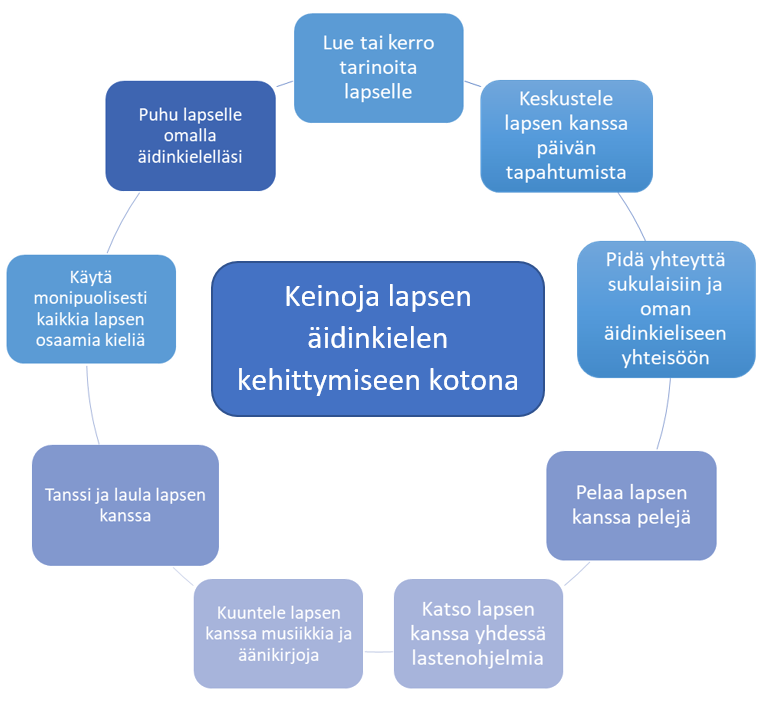 Lue tai kerro
tarinoita
lapselle
Keskustele
lapsen kanssa
päivän
tapahtumista
Pidä yhteyttä
sukulaisiin ja
oman
äidinkieliseen
yhteisöön
Pelaa lapsen
kanssa pelejä
Katso lapsen
kanssa yhdessä
lastenohjelmia
Kuuntele lapsen
kanssa musiikkia ja
äänikirjoja
Tanssi ja laula lapsen
kanssa
Käytä
monipuolisesti
kaikkia lapsen
osaamia kieliä
Puhu lapselle
omalla
äidinkielelläsi
Keinoja lapsen
äidinkielen
kehittymiseen kotona